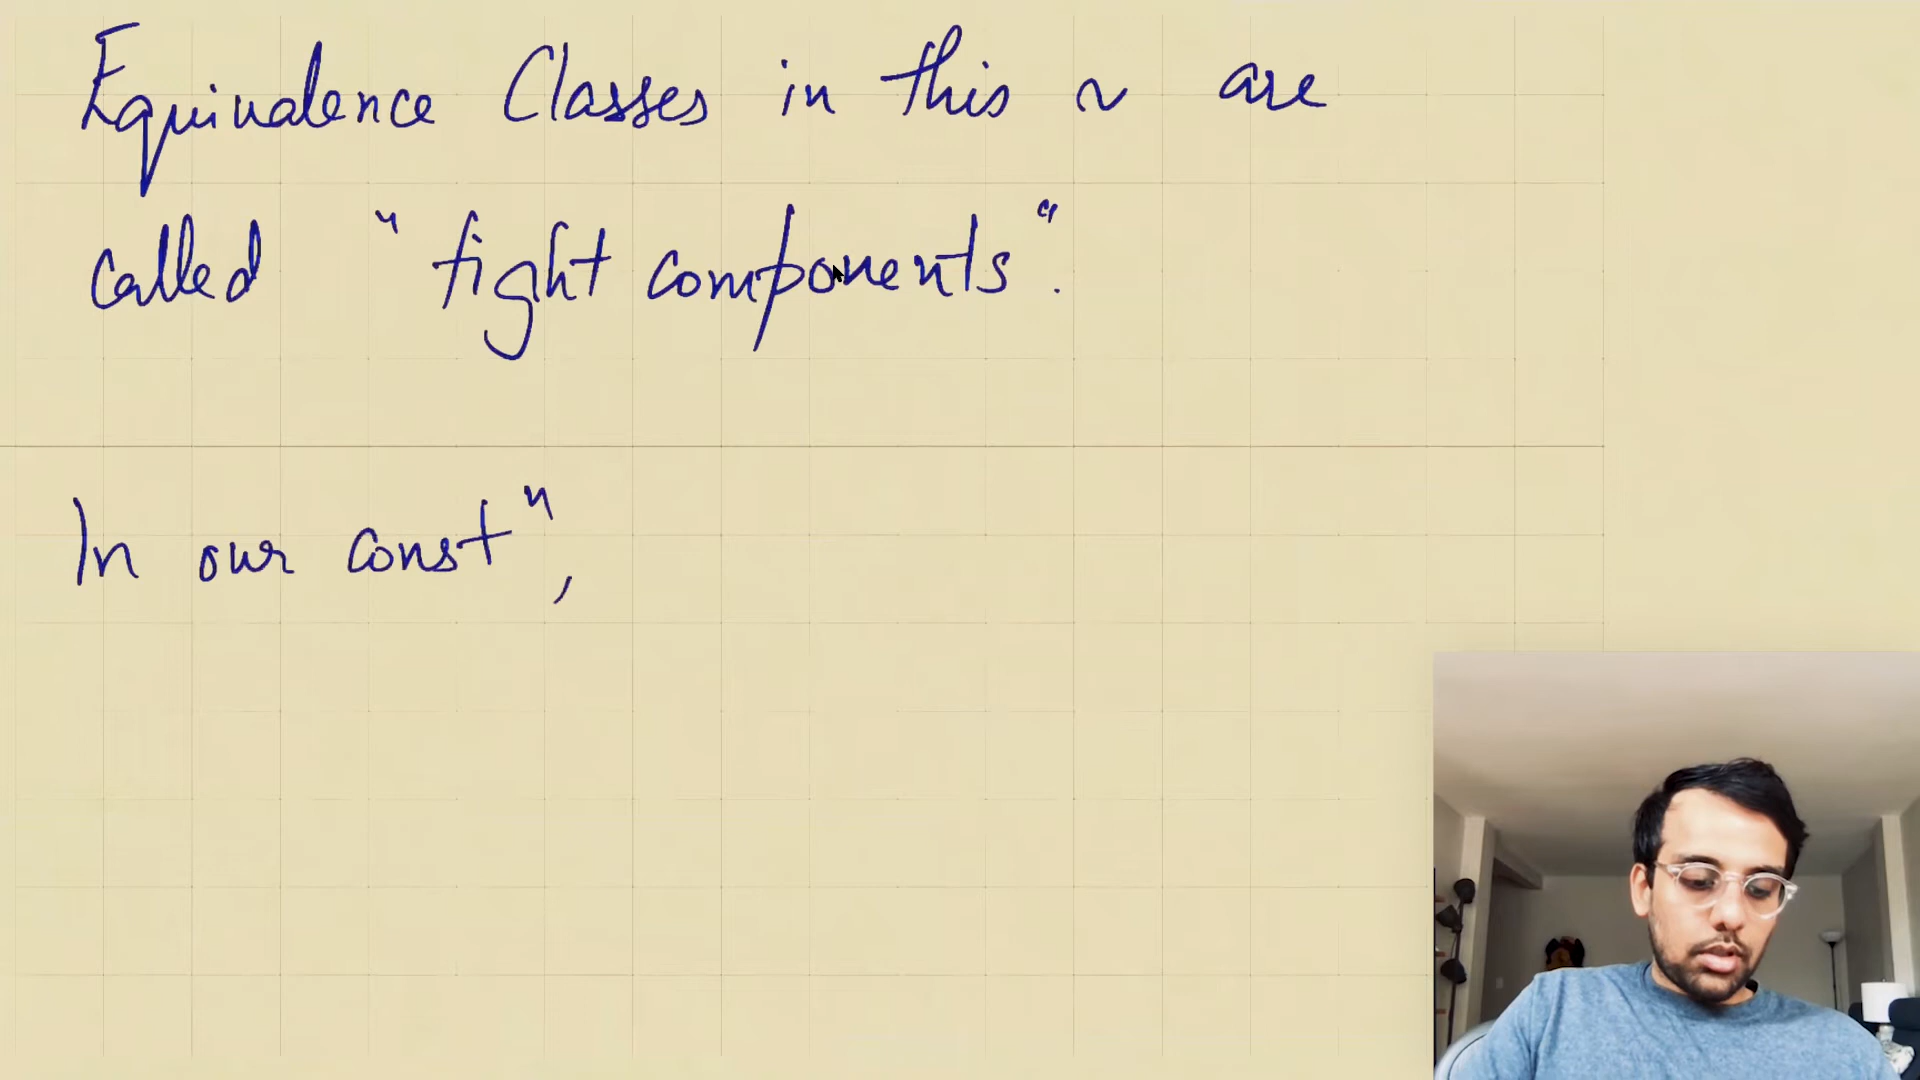 Equivalence Classes in this ~ are
called "tight components".
In our constⁿ,